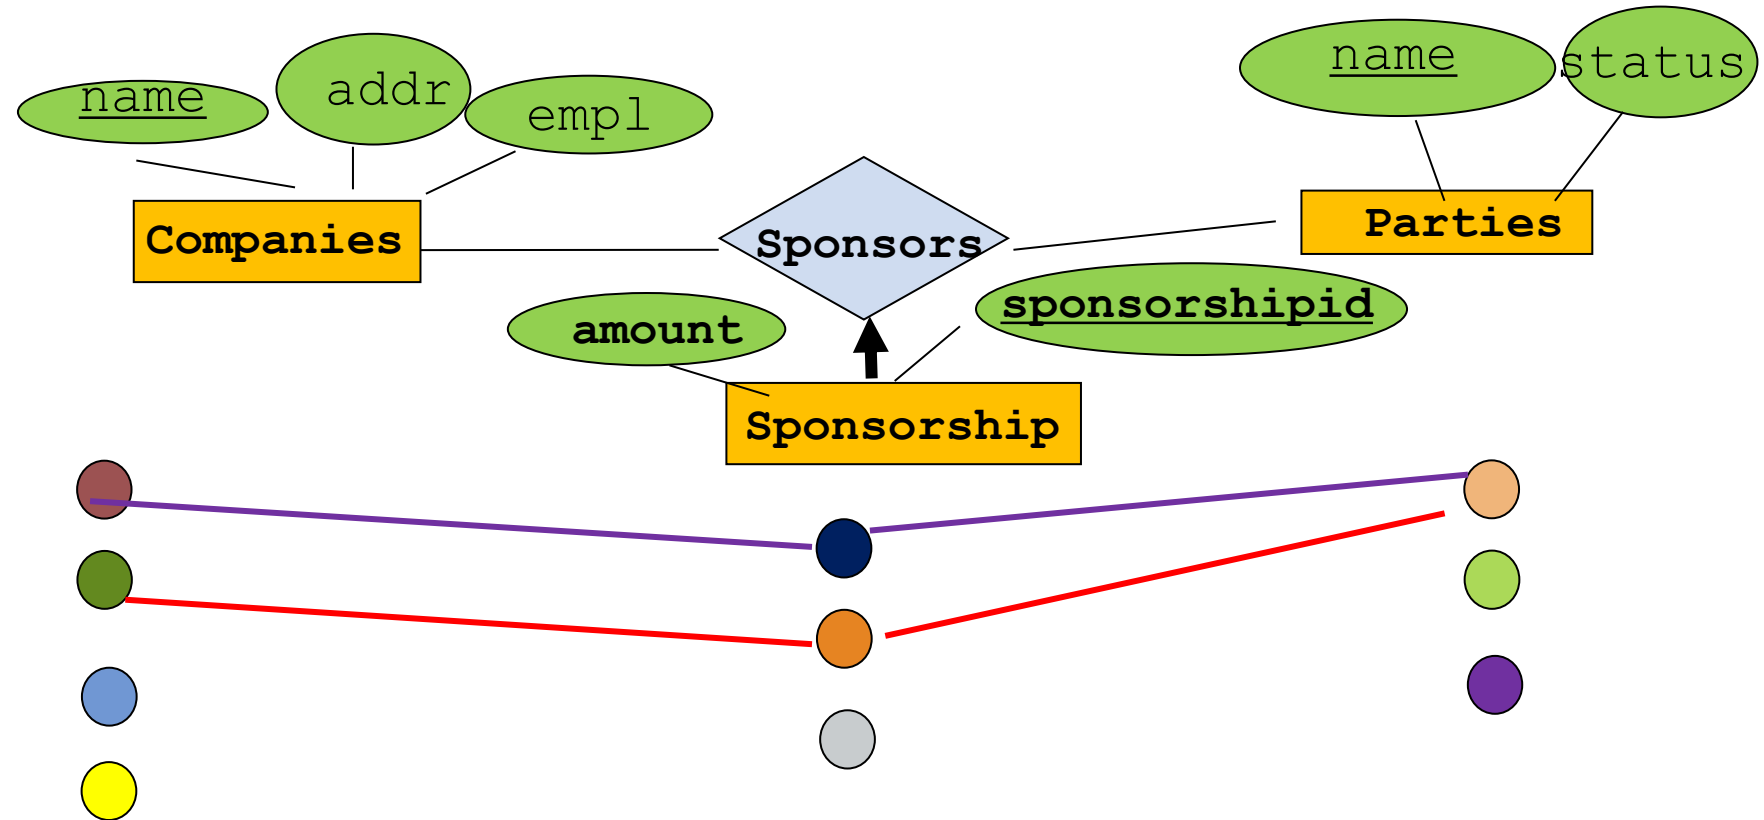 name
addr
empl
name
status
Companies
Sponsors
Parties
amount
sponsorshipid
Sponsorship